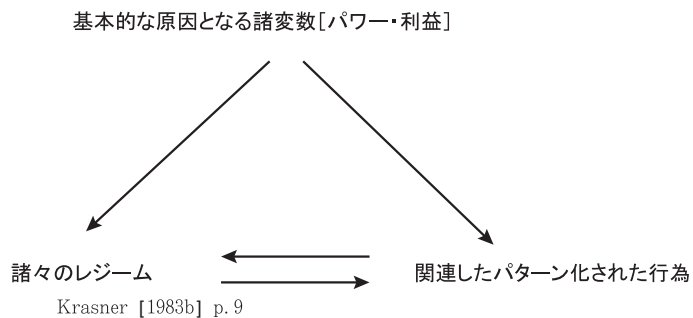 基本的な原因となる諸変数[パワー・利益]
諸々のレジーム
関連したパターン化された行為
Krasner [1983b] p.9